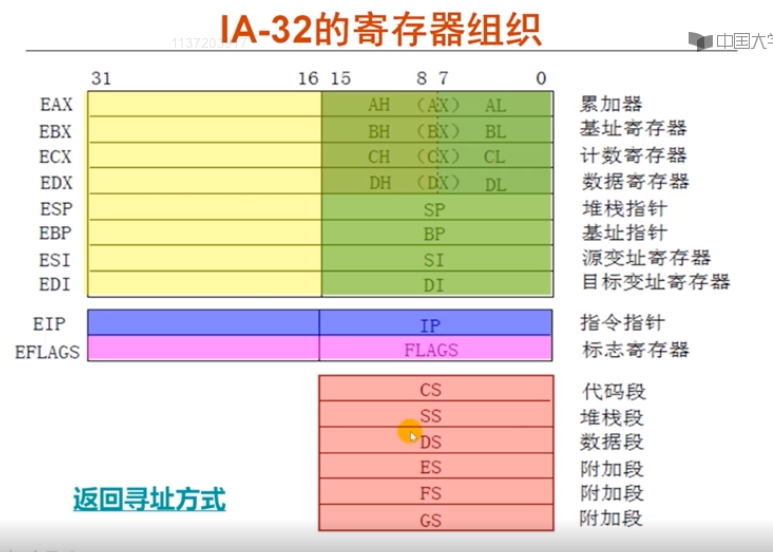 IA-32的寄存器组织
中国大学
31 16 15 8 7 0
EAX AH (AX) AL 累加器
EBX BH (BX) BL 基址寄存器
ECX CH (CX) CL 计数寄存器
EDX DH (DX) DL 数据寄存器
ESP SP 堆栈指针
EBP BP 基址指针
ESI SI 源变址寄存器
EDI DI 目标变址寄存器
EIP IP 指令指针
EFLAGS FLAGS 标志寄存器
CS 代码段
SS 堆栈段
DS 数据段
ES 附加段
FS 附加段
GS 附加段
返回寻址方式